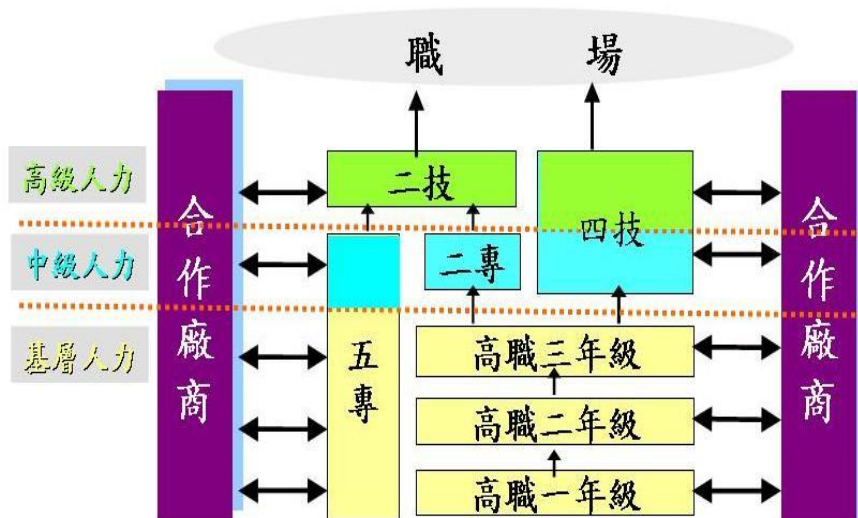 職場
高級人力
二技
四技
中級人力
二專
基層人力
五專
高職三年級
高職二年級
高職一年級
合作廠商
合作廠商